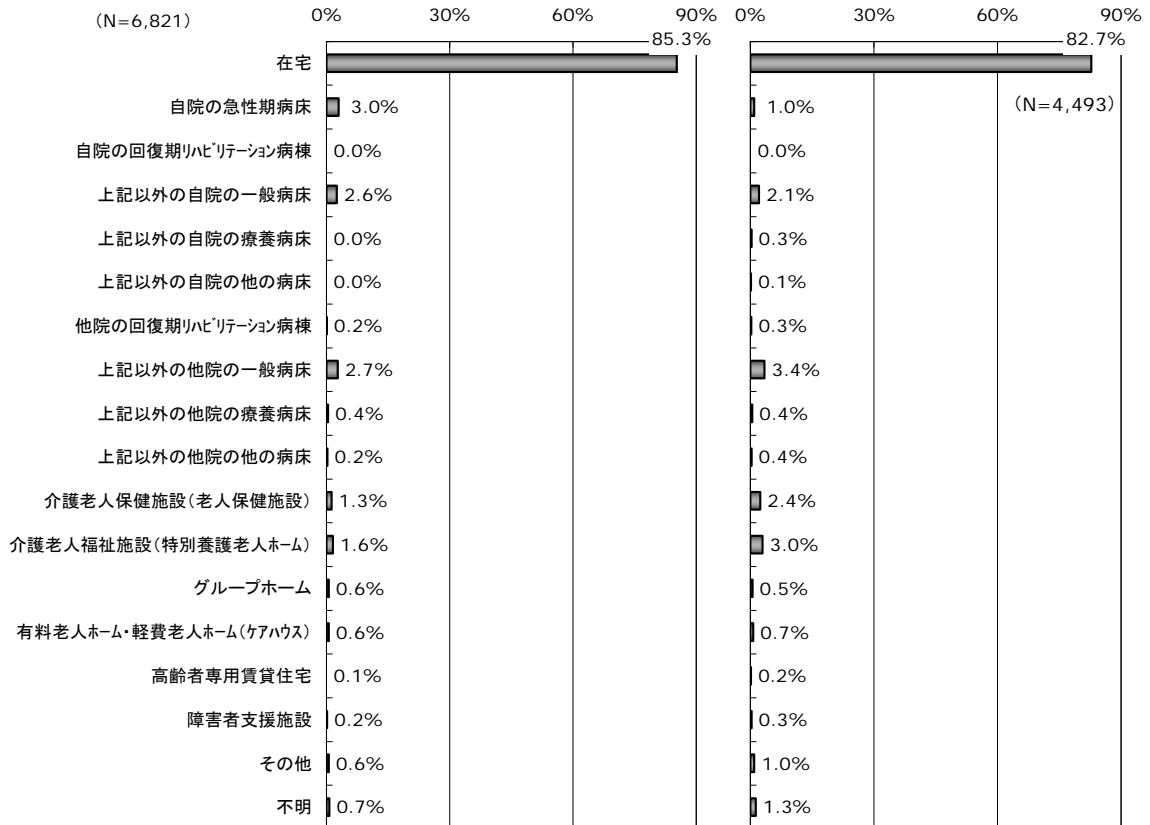 （N=6,821）
0% 30% 60% 90% 0% 30% 60% 90%
在宅 85.3% 82.7%
自院の急性期病床 3.0% 1.0% （N=4,493）
自院の回復期ﾘﾊﾋﾞﾘﾃｰｼｮﾝ病棟 0.0% 0.0%
上記以外の自院の一般病床 2.6% 2.1%
上記以外の自院の療養病床 0.0% 0.3%
上記以外の自院の他の病床 0.0% 0.1%
他院の回復期ﾘﾊﾋﾞﾘﾃｰｼｮﾝ病棟 0.2% 0.3%
上記以外の他院の一般病床 2.7% 3.4%
上記以外の他院の療養病床 0.4% 0.4%
上記以外の他院の他の病床 0.2% 0.4%
介護老人保健施設（老人保健施設） 1.3% 2.4%
介護老人福祉施設（特別養護老人ホーム） 1.6% 3.0%
グループホーム 0.6% 0.5%
有料老人ﾎｰﾑ・軽費老人ﾎｰﾑ（ｹｱﾊｳｽ） 0.6% 0.7%
高齢者専用賃貸住宅 0.1% 0.2%
障害者支援施設 0.2% 0.3%
その他 0.6% 1.0%
不明 0.7% 1.3%